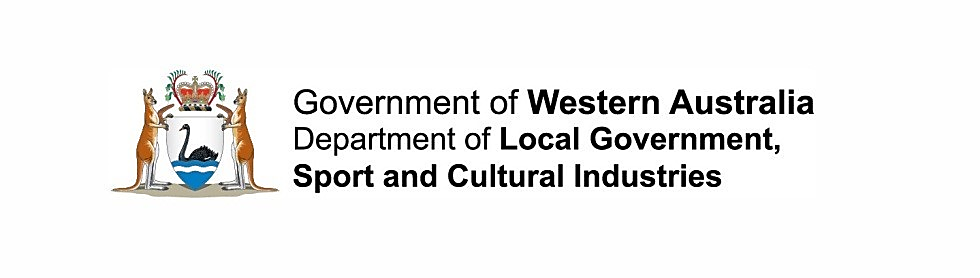 Government of Western Australia
Department of Local Government,
Sport and Cultural Industries